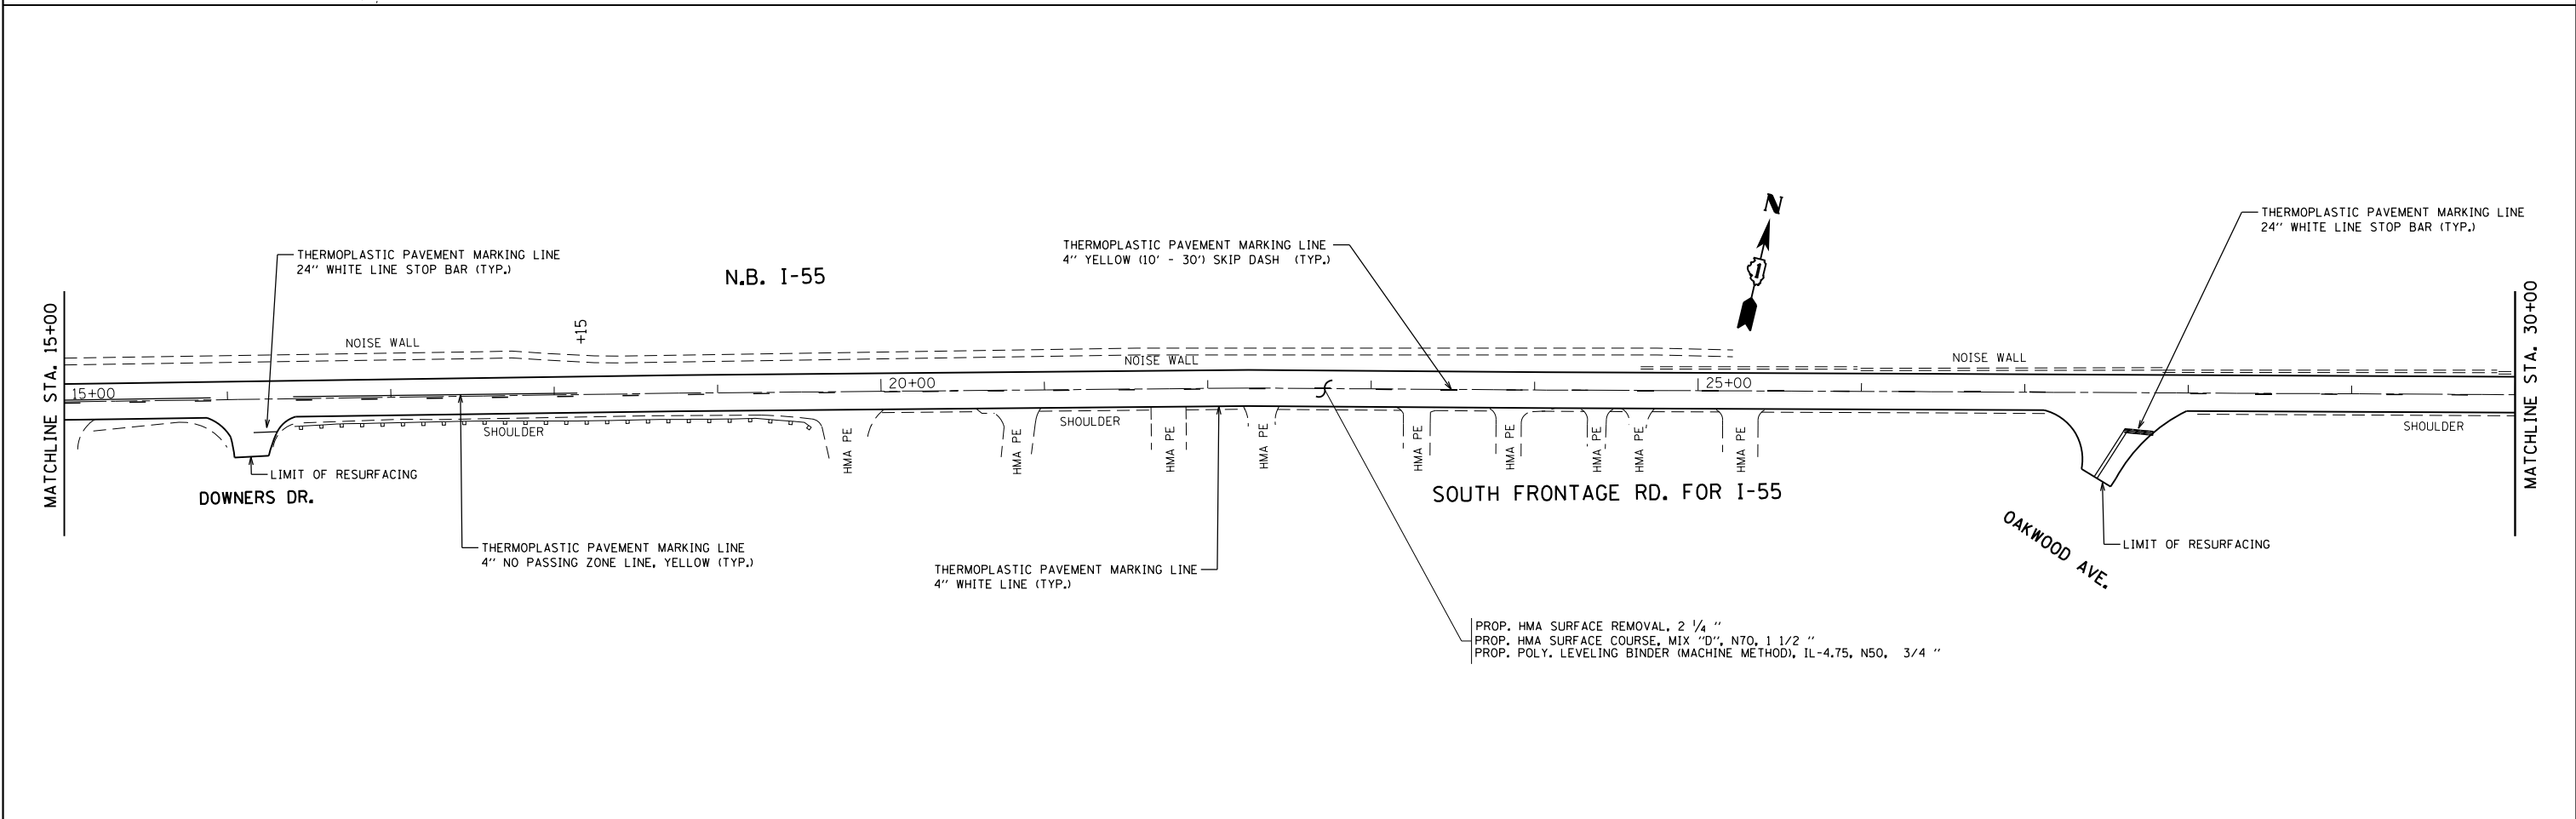 N
1
THERMOPLASTIC PAVEMENT MARKING LINE
24" WHITE LINE STOP BAR (TYP.)
N.B. I-55
THERMOPLASTIC PAVEMENT MARKING LINE
4" YELLOW (10' - 30') SKIP DASH (TYP.)
THERMOPLASTIC PAVEMENT MARKING LINE
24" WHITE LINE STOP BAR (TYP.)
MATCHLINE STA. 15+00
+15
NOISE WALL
NOISE WALL
NOISE WALL
MATCHLINE STA. 30+00
15+00
20+00
25+00
SHOULDER
SHOULDER
SHOULDER
HMA PE
HMA PE
HMA PE
HMA PE
HMA PE
HMA PE
HMA PE
HMA PE
HMA PE
LIMIT OF RESURFACING
DOWNERS DR.
SOUTH FRONTAGE RD. FOR I-55
OAKWOOD AVE.
LIMIT OF RESURFACING
THERMOPLASTIC PAVEMENT MARKING LINE
4" NO PASSING ZONE LINE, YELLOW (TYP.)
THERMOPLASTIC PAVEMENT MARKING LINE
4" WHITE LINE (TYP.)
PROP. HMA SURFACE REMOVAL, 2 1/4 "
PROP. HMA SURFACE COURSE, MIX "D", N70, 1 1/2 "
PROP. POLY. LEVELING BINDER (MACHINE METHOD), IL-4.75, N50, 3/4 "